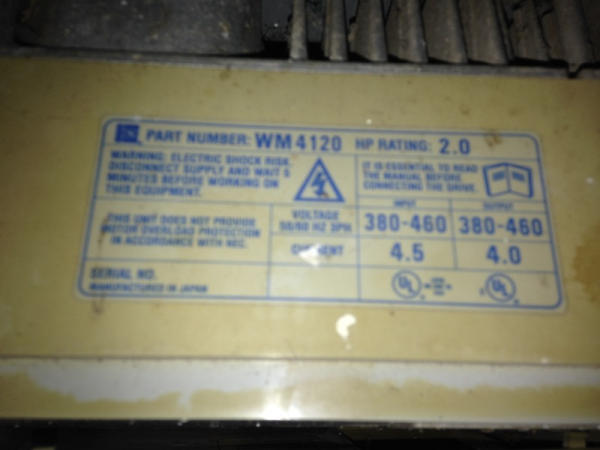 PART NUMBER: WM4120 HP RATING: 2.0
WARNING: ELECTRIC SHOCK RISK
DISCONNECT SUPPLY AND WAIT 5
MINUTES BEFORE WORKING ON
THIS EQUIPMENT.
IT IS ESSENTIAL TO READ
THE MANUAL BEFORE
CONNECTING THE DRIVE.
THIS UNIT DOES NOT PROVIDE
MOTOR OVERLOAD PROTECTION
IN ACCORDANCE WITH NEC.
INPUT OUTPUT
VOLTAGE
50/60 HZ 3PH 380-460 380-460
CURRENT 4.5 4.0
SERIAL NO.
MANUFACTURED IN JAPAN
UL UL